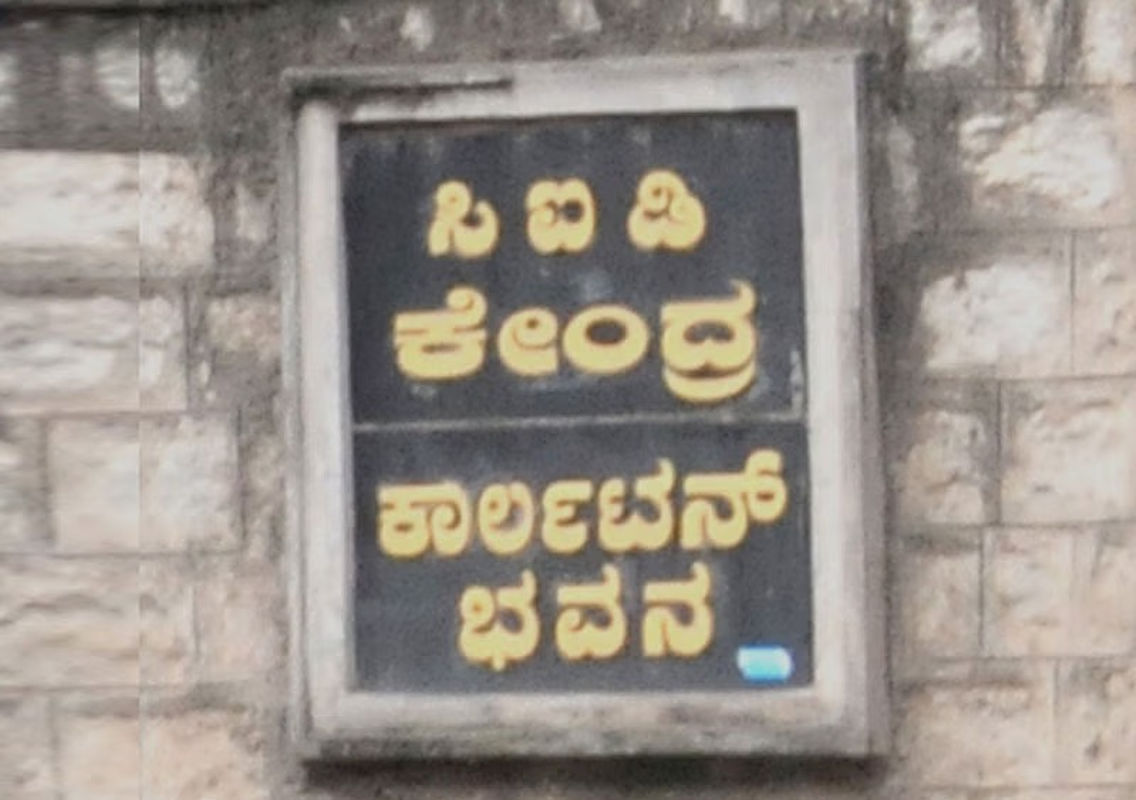 ಸಿ ಐ ಡಿ
ಕೇಂದ್ರ
ಕಾರ್ಲಟನ್
ಭವನ